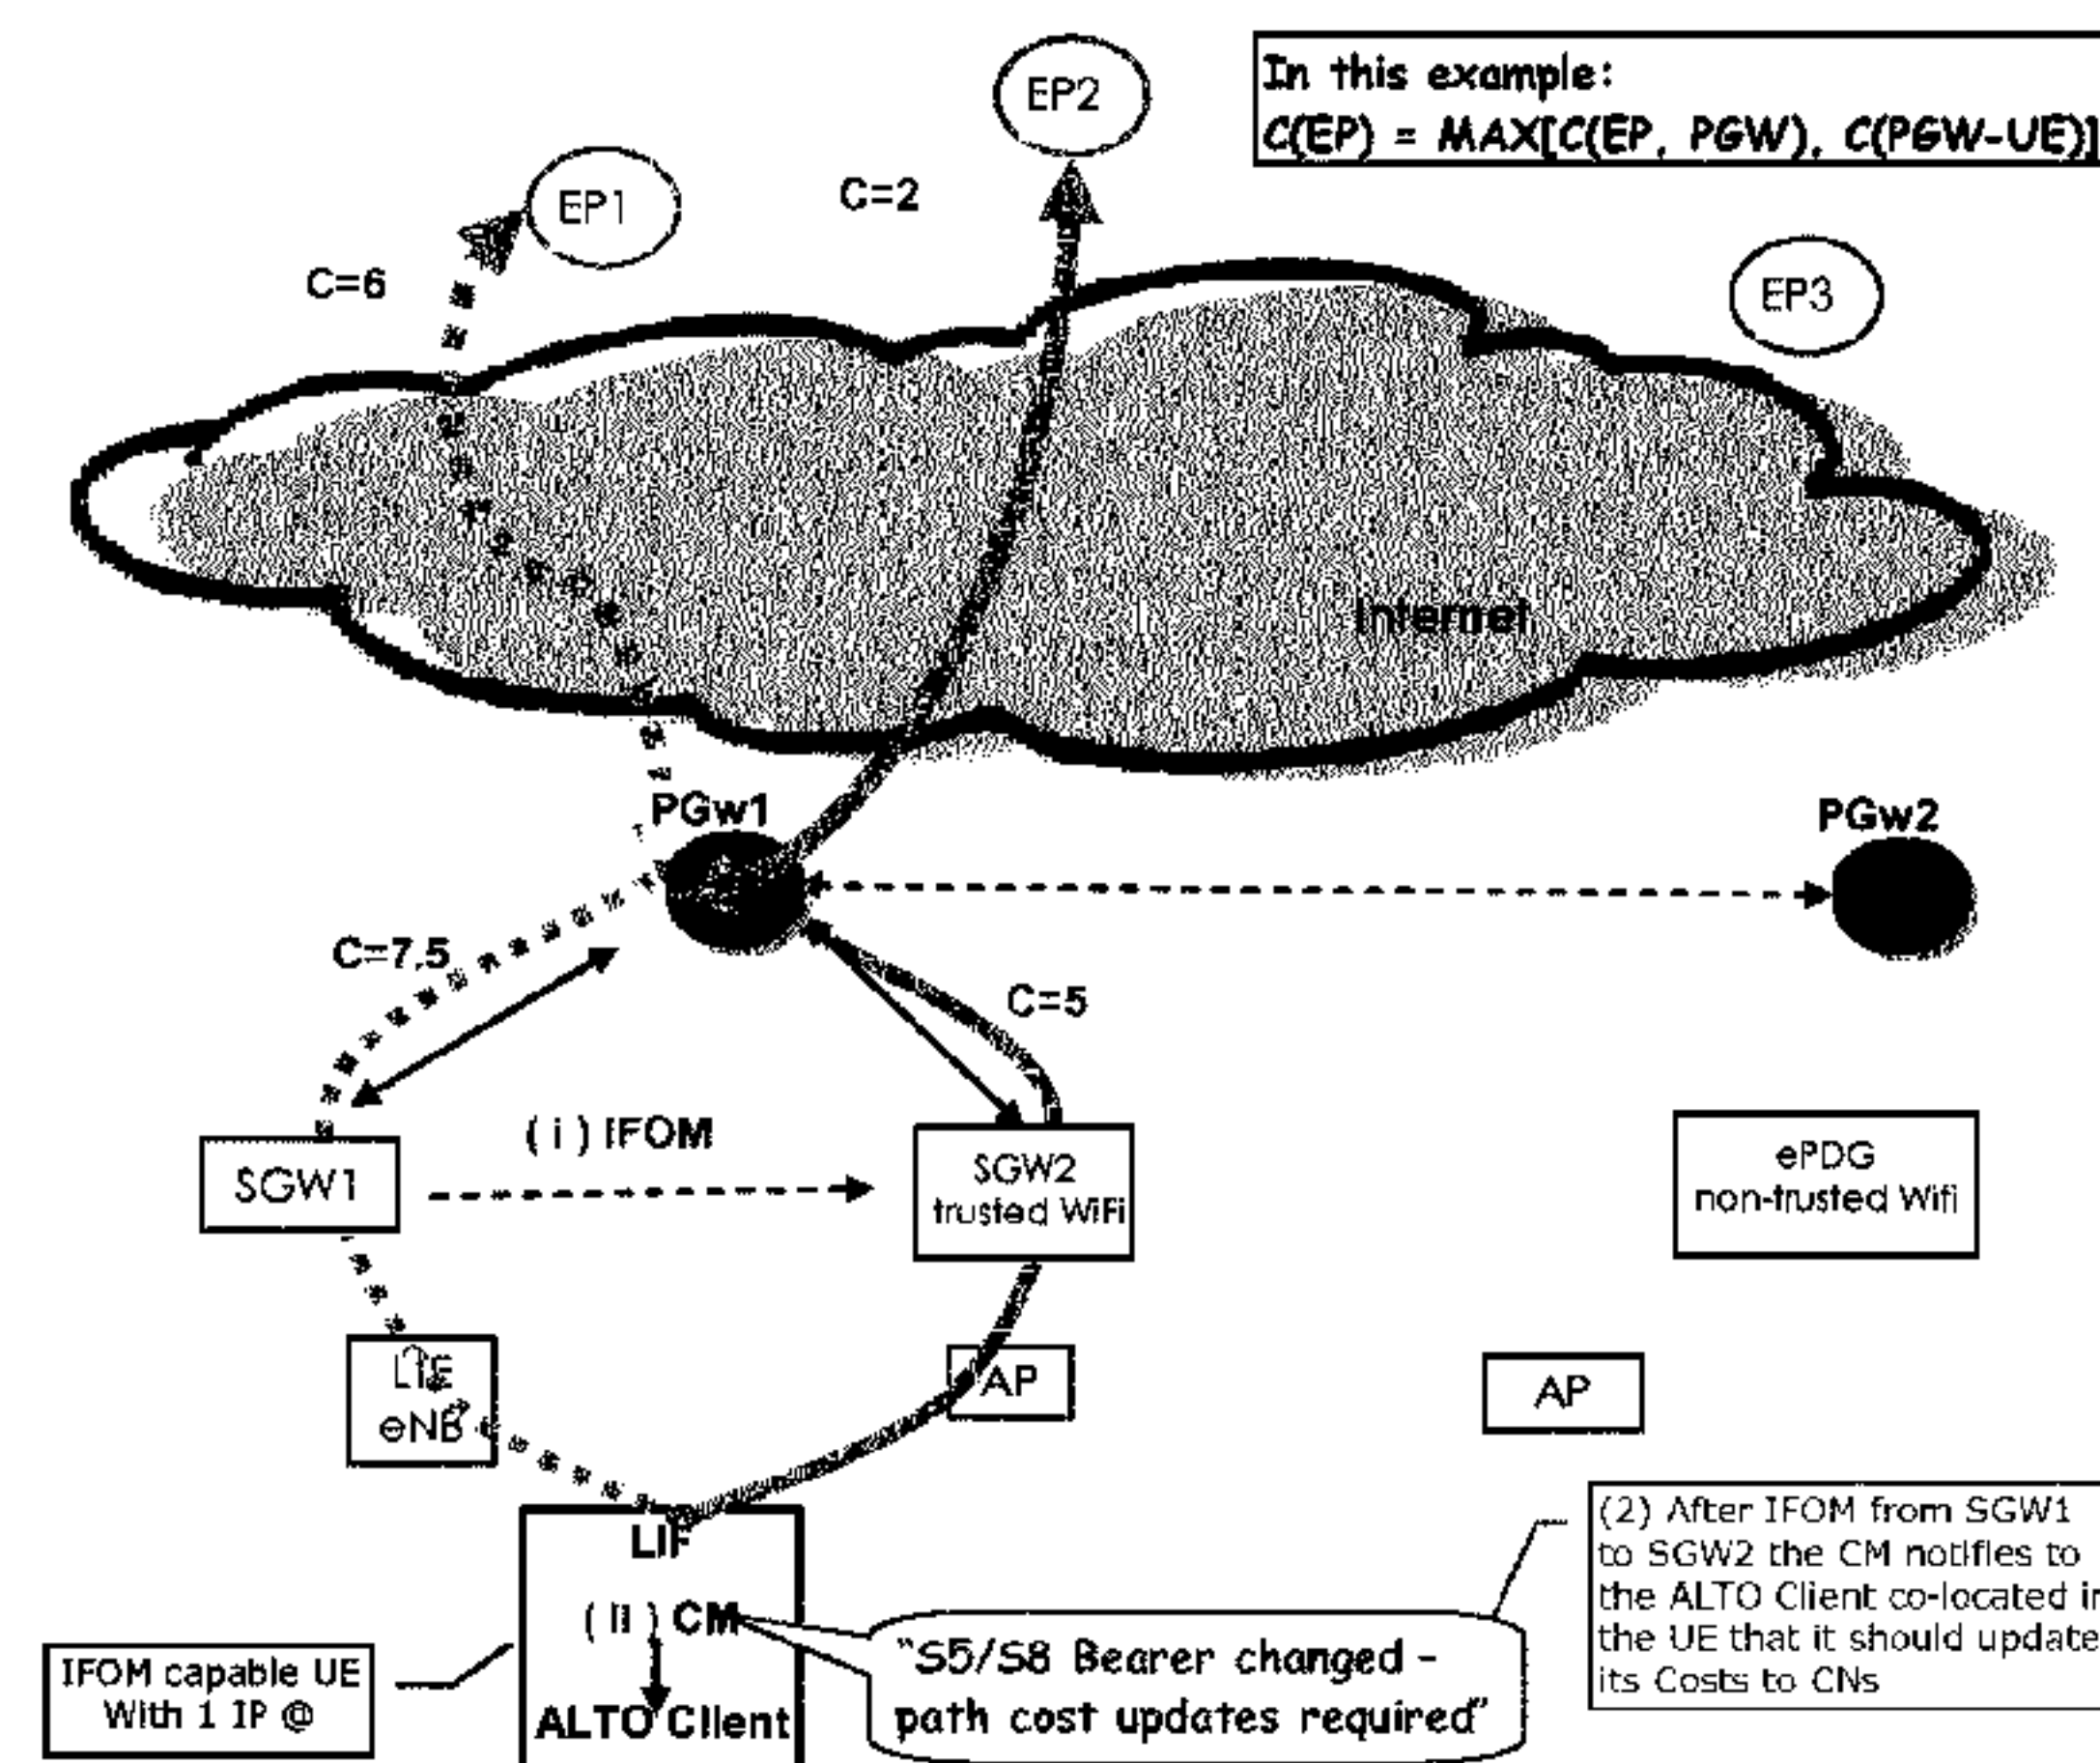 In this example:
C(EP) = MAX[C(EP, PGW), C(PGW-UE)]
EP2
EP1
C=2
C=6
EP3
Internet
PGw1
PGw2
C=7.5
C=5
( i ) IFOM
SGW1
SGW2
trusted WiFi
ePDG
non-trusted Wifi
LTE
eNB
AP
AP
LIF
( ii ) CM
ALTO Client
IFOM capable UE
With 1 IP @
"S5/S8 Bearer changed -
path cost updates required"
(2) After IFOM from SGW1
to SGW2 the CM notifies to
the ALTO Client co-located in
the UE that it should update
its Costs to CNs